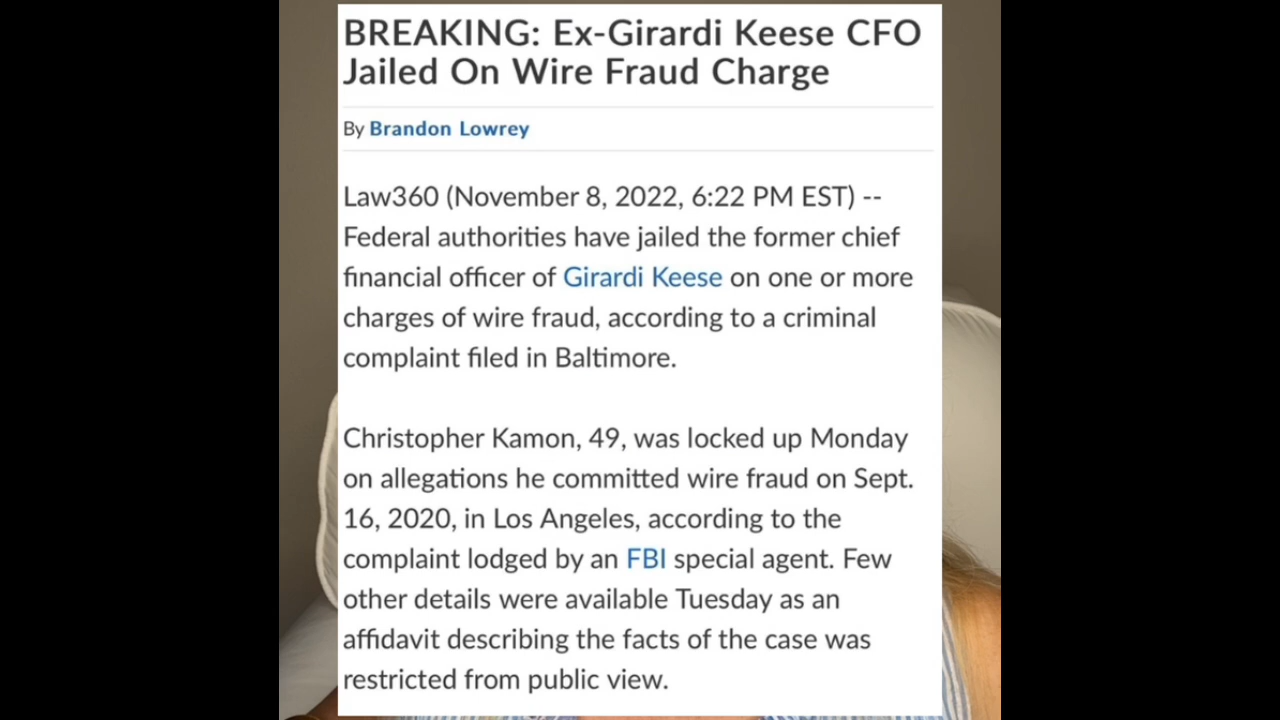 BREAKING: Ex-Girardi Keese CFO
Jailed On Wire Fraud Charge
By Brandon Lowrey
Law360 (November 8, 2022, 6:22 PM EST) --
Federal authorities have jailed the former chief
financial officer of Girardi Keese on one or more
charges of wire fraud, according to a criminal
complaint filed in Baltimore.
Christopher Kamon, 49, was locked up Monday
on allegations he committed wire fraud on Sept.
16, 2020, in Los Angeles, according to the
complaint lodged by an FBI special agent. Few
other details were available Tuesday as an
affidavit describing the facts of the case was
restricted from public view.